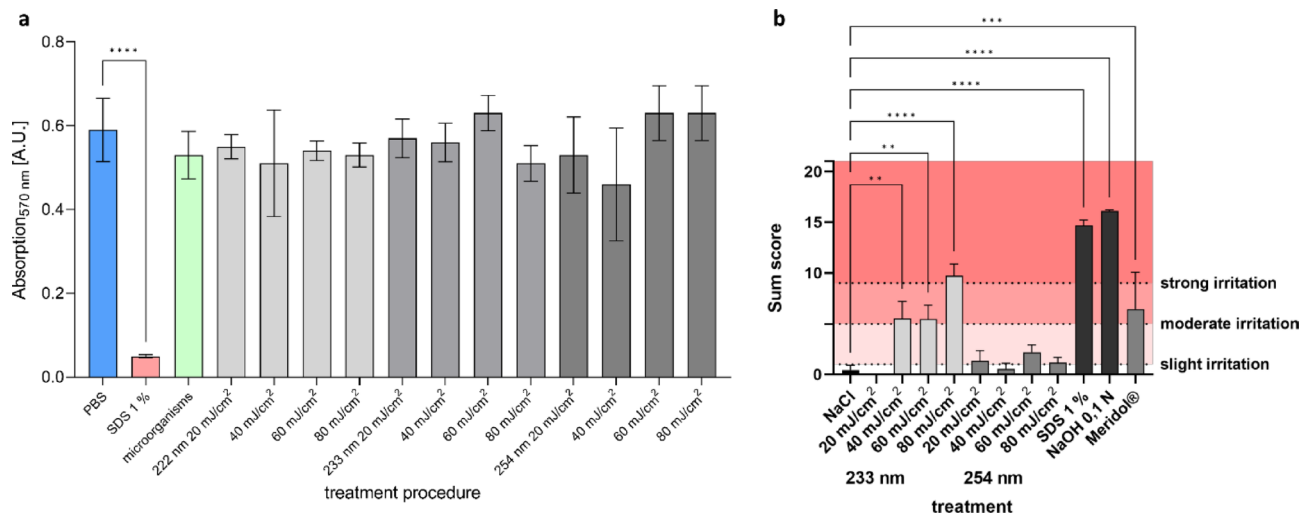 a
Absorption570 nm [A.U.]
0.8
0.6
0.4
0.2
0.0
****
PBS
SDS 1 %
microorganisms
222 nm 20 mJ/cm²
40 mJ/cm²
60 mJ/cm²
80 mJ/cm²
233 nm 20 mJ/cm²
40 mJ/cm²
60 mJ/cm²
80 mJ/cm²
254 nm 20 mJ/cm²
40 mJ/cm²
60 mJ/cm²
80 mJ/cm²
treatment procedure
b
***
****
****
****
**
**
Sum score
20
15
10
5
0
strong irritation
moderate irritation
slight irritation
NaCl
20 mJ/cm²
40 mJ/cm²
60 mJ/cm²
80 mJ/cm²
20 mJ/cm²
40 mJ/cm²
60 mJ/cm²
80 mJ/cm²
SDS 1 %
NaOH 0,1 N
Meridol®
233 nm
254 nm
treatment